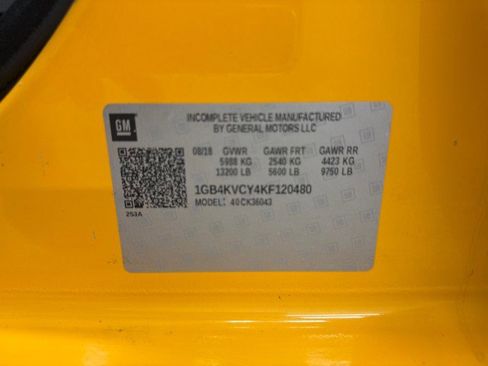 GM
INCOMPLETE VEHICLE MANUFACTURED
BY GENERAL MOTORS LLC
08/18 GVWR GAWR FRT GAWR RR
5988 KG 2540 KG 4423 KG
13200 LB 5600 LB 9750 LB
1GB4KVCY4KF120480
MODEL: 40CK36043
253A